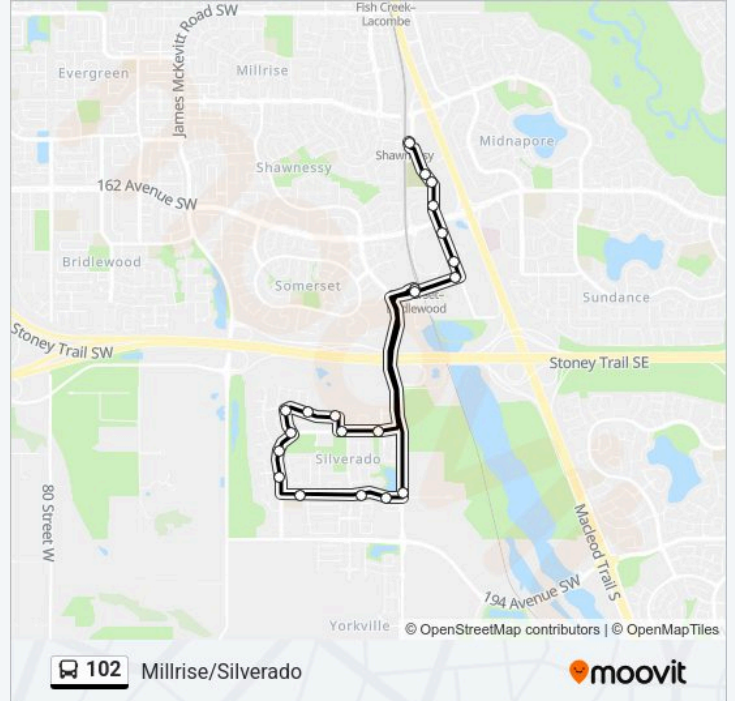 Fish Creek–
Lacombe
James McKevitt Road SW
Evergreen
Millrise
Midnapore
Shawnessy
162 Avenue SW
Bridlewood
Somerset
Sundance
Stoney Trail SW
Stoney Trail SE
Silverado
80 Street W
Macleod Trail S
194 Avenue SW
Yorkville
© OpenStreetMap contributors | © OpenMapTiles
102 Millrise/Silverado
moovit